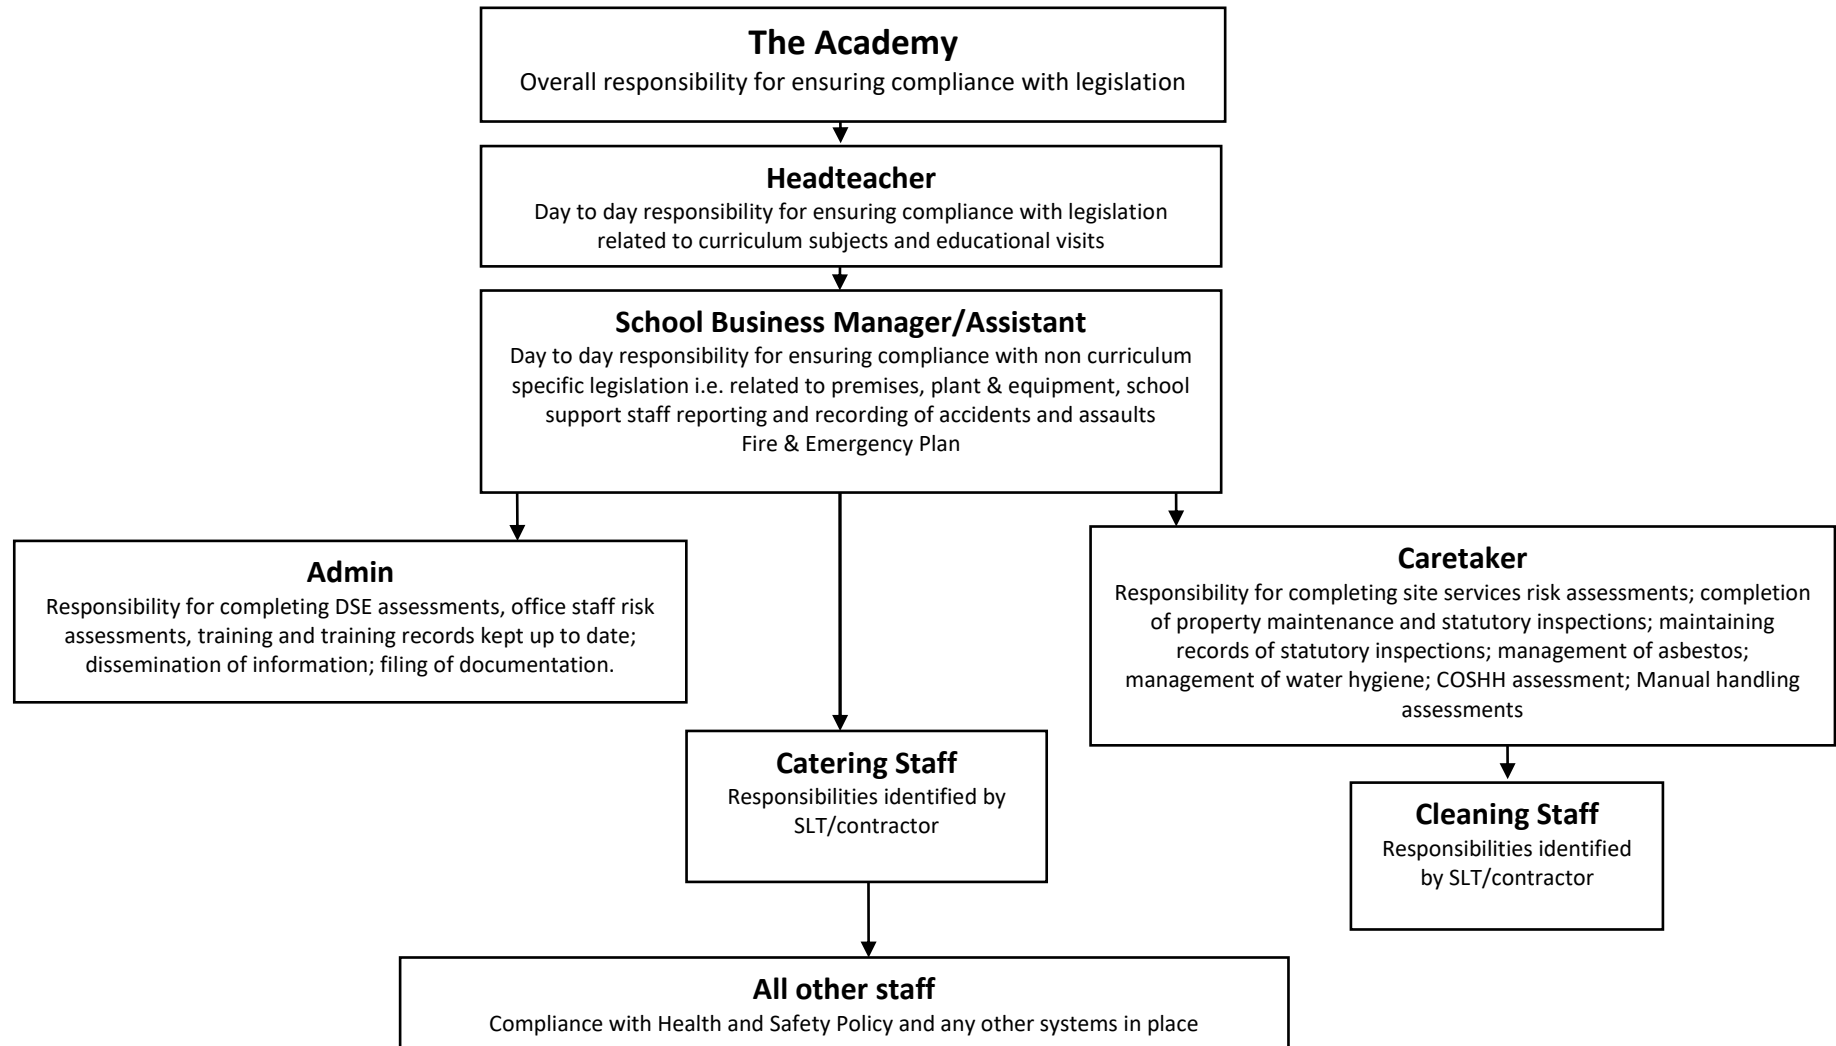 The Academy
Overall responsibility for ensuring compliance with legislation
Headteacher
Day to day responsibility for ensuring compliance with legislation
related to curriculum subjects and educational visits
School Business Manager/Assistant
Day to day responsibility for ensuring compliance with non curriculum
specific legislation i.e. related to premises, plant & equipment, school
support staff reporting and recording of accidents and assaults
Fire & Emergency Plan
Admin
Responsibility for completing DSE assessments, office staff risk
assessments, training and training records kept up to date;
dissemination of information; filing of documentation.
Caretaker
Responsibility for completing site services risk assessments; completion
of property maintenance and statutory inspections; maintaining
records of statutory inspections; management of asbestos;
management of water hygiene; COSHH assessment; Manual handling
assessments
Catering Staff
Responsibilities identified by
SLT/contractor
Cleaning Staff
Responsibilities identified
by SLT/contractor
All other staff
Compliance with Health and Safety Policy and any other systems in place